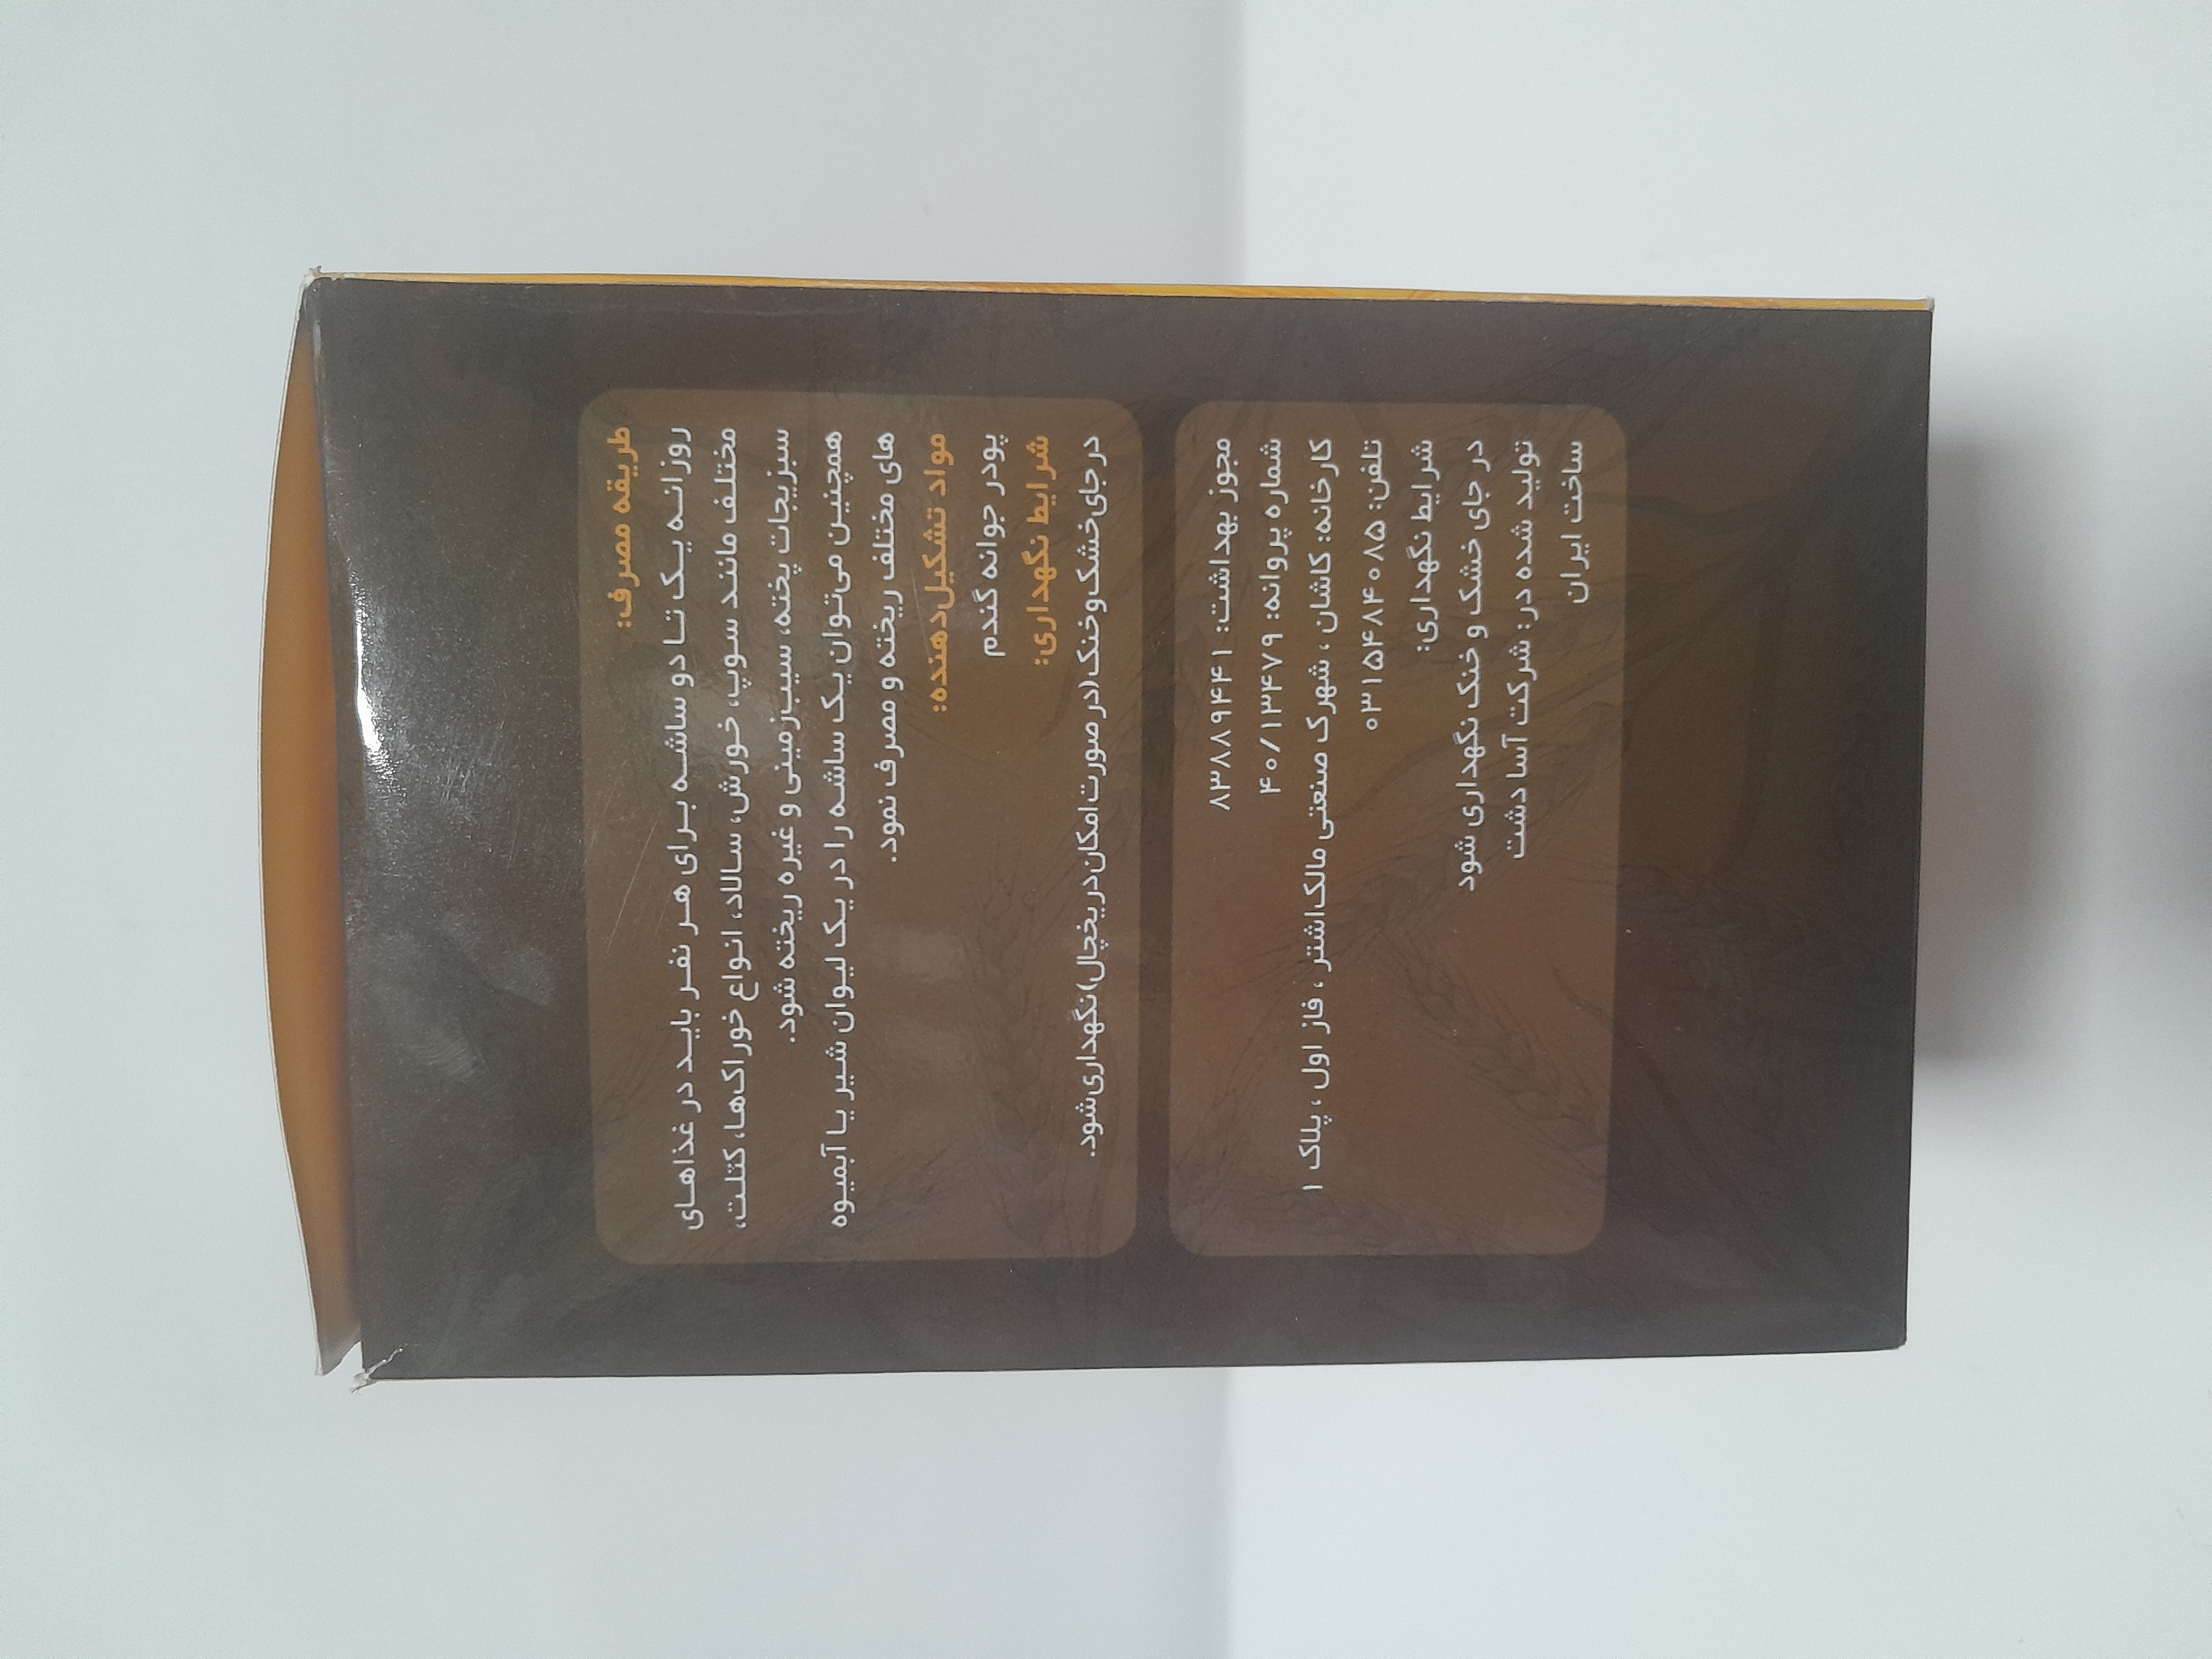 طریقه مصرف:
روزانه یک تا دو ساشه برای هر نفر باید در غذاهای
مختلف مانند سوپ، خورش، سالاد، انواع خوراک‌ها، کتلت،
سبزیجات پخته، سیب‌زمینی و غیره ریخته شود.
همچنین می‌توان یک ساشه را در یک لیوان شیر یا آبمیوه
های مختلف ریخته و مصرف نمود.
مواد تشکیل‌دهنده:
پودر جوانه گندم
شرایط نگهداری:
در جای خشک و خنک (در صورت امکان در یخچال) نگهداری شود.
مجوز بهداشت: ۸۳۸۸۹۴۴۱
شماره پروانه: ۴۰/۱۳۴۷۹
کارخانه: کاشان ، شهرک صنعتی مالک‌اشتر ، فاز اول ، پلاک ۱
تلفن: ۰۳۱۵۴۸۴۰۸۵
شرایط نگهداری:
در جای خشک و خنک نگهداری شود
تولید شده در: شرکت آسا دشت
ساخت ایران